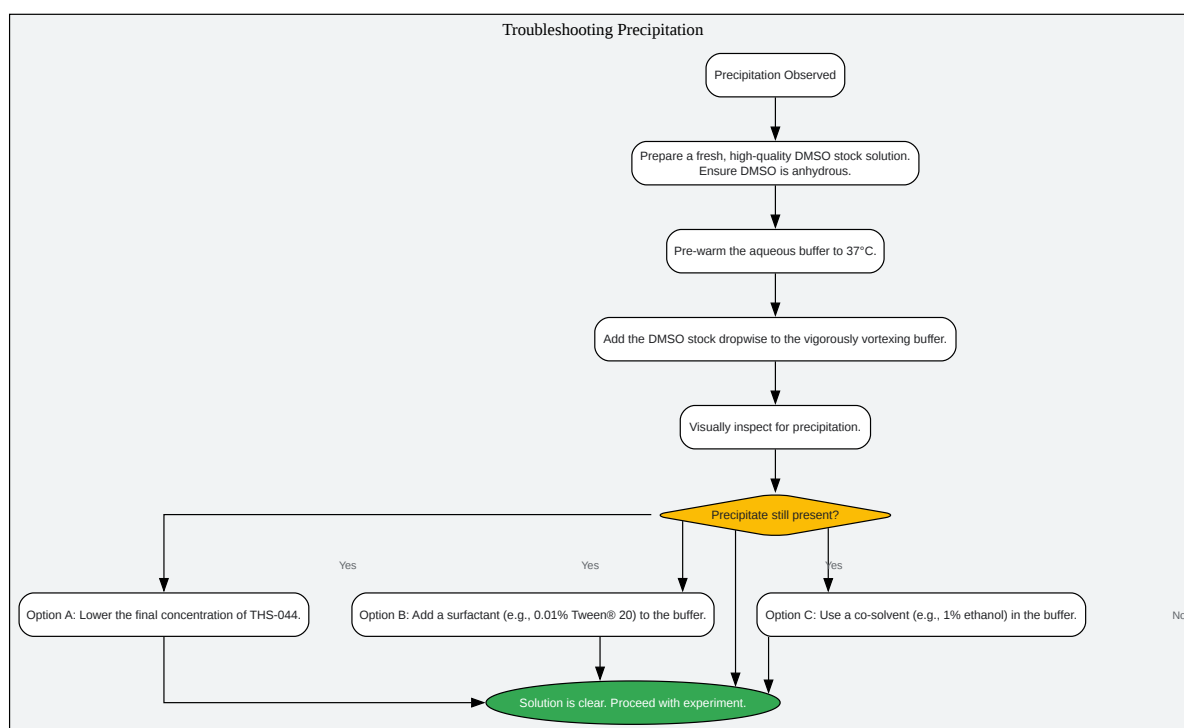 Troubleshooting Precipitation
Precipitation Observed
Prepare a fresh, high-quality DMSO stock solution.
Ensure DMSO is anhydrous.
Pre-warm the aqueous buffer to 37°C.
Add the DMSO stock dropwise to the vigorously vortexing buffer.
Visually inspect for precipitation.
Precipitate still present?
Yes
Yes
Yes
Option A: Lower the final concentration of THS-044.
Option B: Add a surfactant (e.g., 0.01% Tween® 20) to the buffer.
Option C: Use a co-solvent (e.g., 1% ethanol) in the buffer.
No
Solution is clear. Proceed with experiment.